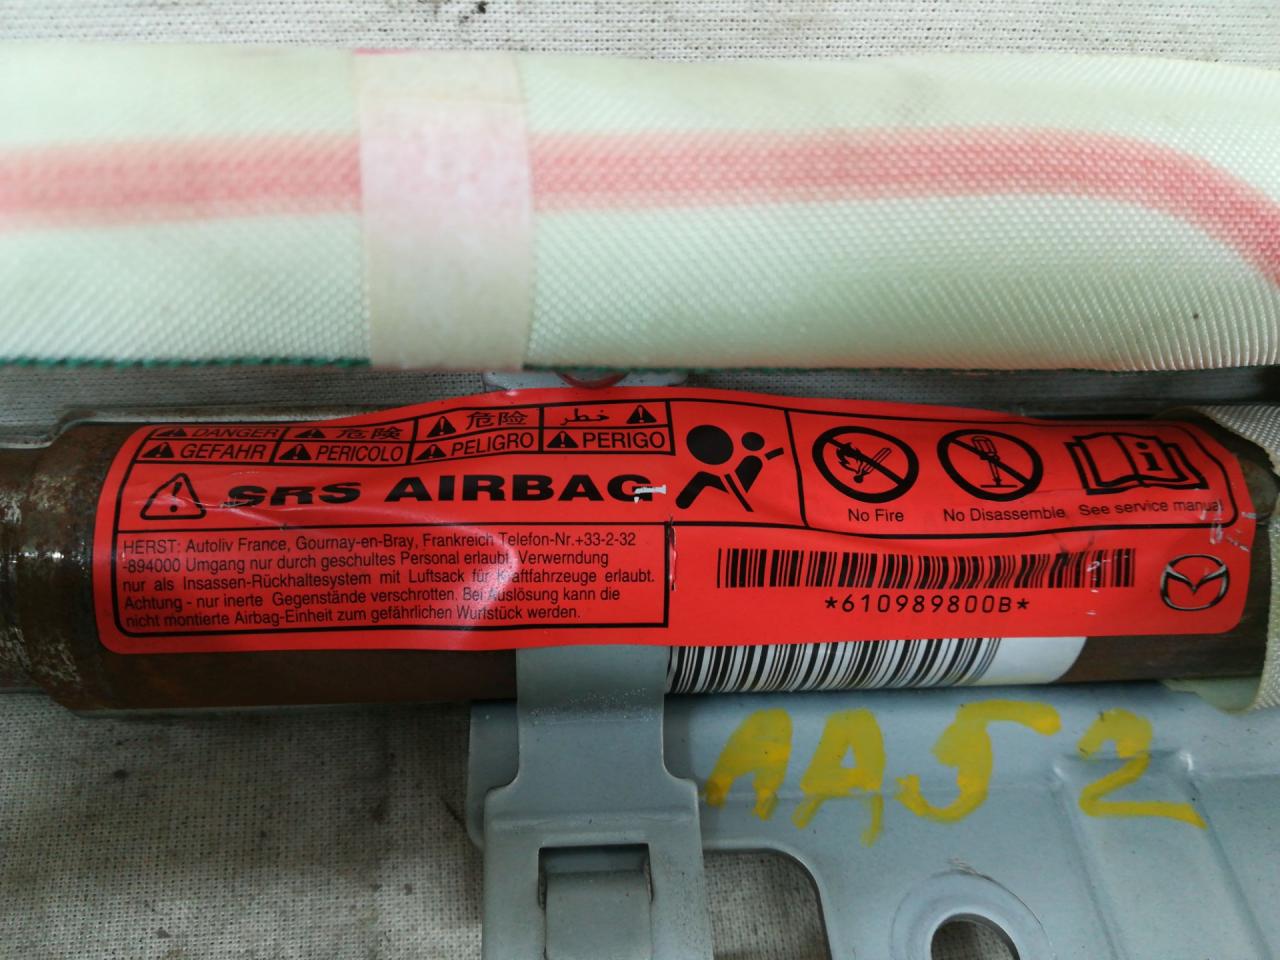 DANGER 危険 危险 خطر
GEFAHR PERICOLO PELIGRO PERIGO
SRS AIRBAG
No Fire No Disassemble See service manual
HERST: Autoliv France, Gournay-en-Bray, Frankreich Telefon-Nr.+33-2-32
-894000 Umgang nur durch geschultes Personal erlaubt. Verwerndung
nur als Insassen-Rückhaltesystem mit Luftsack für Kraftfahrzeuge erlaubt.
Achtung - nur inerte Gegenstände verschrotten. Bei Auslösung kann die
nicht montierte Airbag-Einheit zum gefährlichen Wurfstück werden.
*610989800B*
AA52